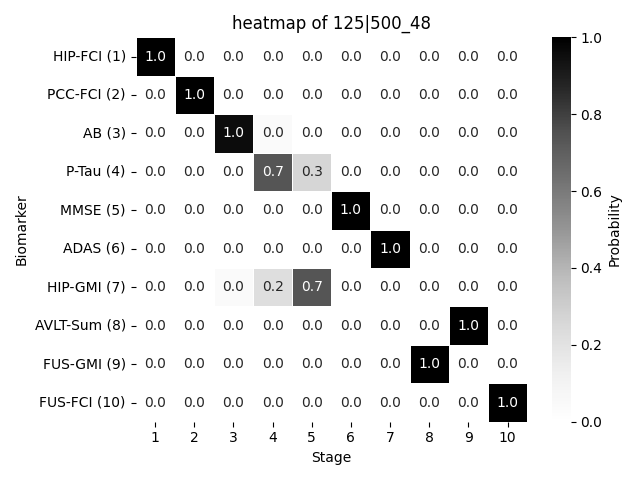 heatmap of 125|500_48
HIP-FCI (1) 1.0 0.0 0.0 0.0 0.0 0.0 0.0 0.0 0.0 0.0
PCC-FCI (2) 0.0 1.0 0.0 0.0 0.0 0.0 0.0 0.0 0.0 0.0
AB (3) 0.0 0.0 1.0 0.0 0.0 0.0 0.0 0.0 0.0 0.0
P-Tau (4) 0.0 0.0 0.0 0.7 0.3 0.0 0.0 0.0 0.0 0.0
MMSE (5) 0.0 0.0 0.0 0.0 0.0 1.0 0.0 0.0 0.0 0.0
ADAS (6) 0.0 0.0 0.0 0.0 0.0 0.0 1.0 0.0 0.0 0.0
HIP-GMI (7) 0.0 0.0 0.0 0.2 0.7 0.0 0.0 0.0 0.0 0.0
AVLT-Sum (8) 0.0 0.0 0.0 0.0 0.0 0.0 0.0 0.0 1.0 0.0
FUS-GMI (9) 0.0 0.0 0.0 0.0 0.0 0.0 0.0 1.0 0.0 0.0
FUS-FCI (10) 0.0 0.0 0.0 0.0 0.0 0.0 0.0 0.0 0.0 1.0
1 2 3 4 5 6 7 8 9 10
Stage
Biomarker
1.0
0.8
0.6
0.4
0.2
0.0
Probability